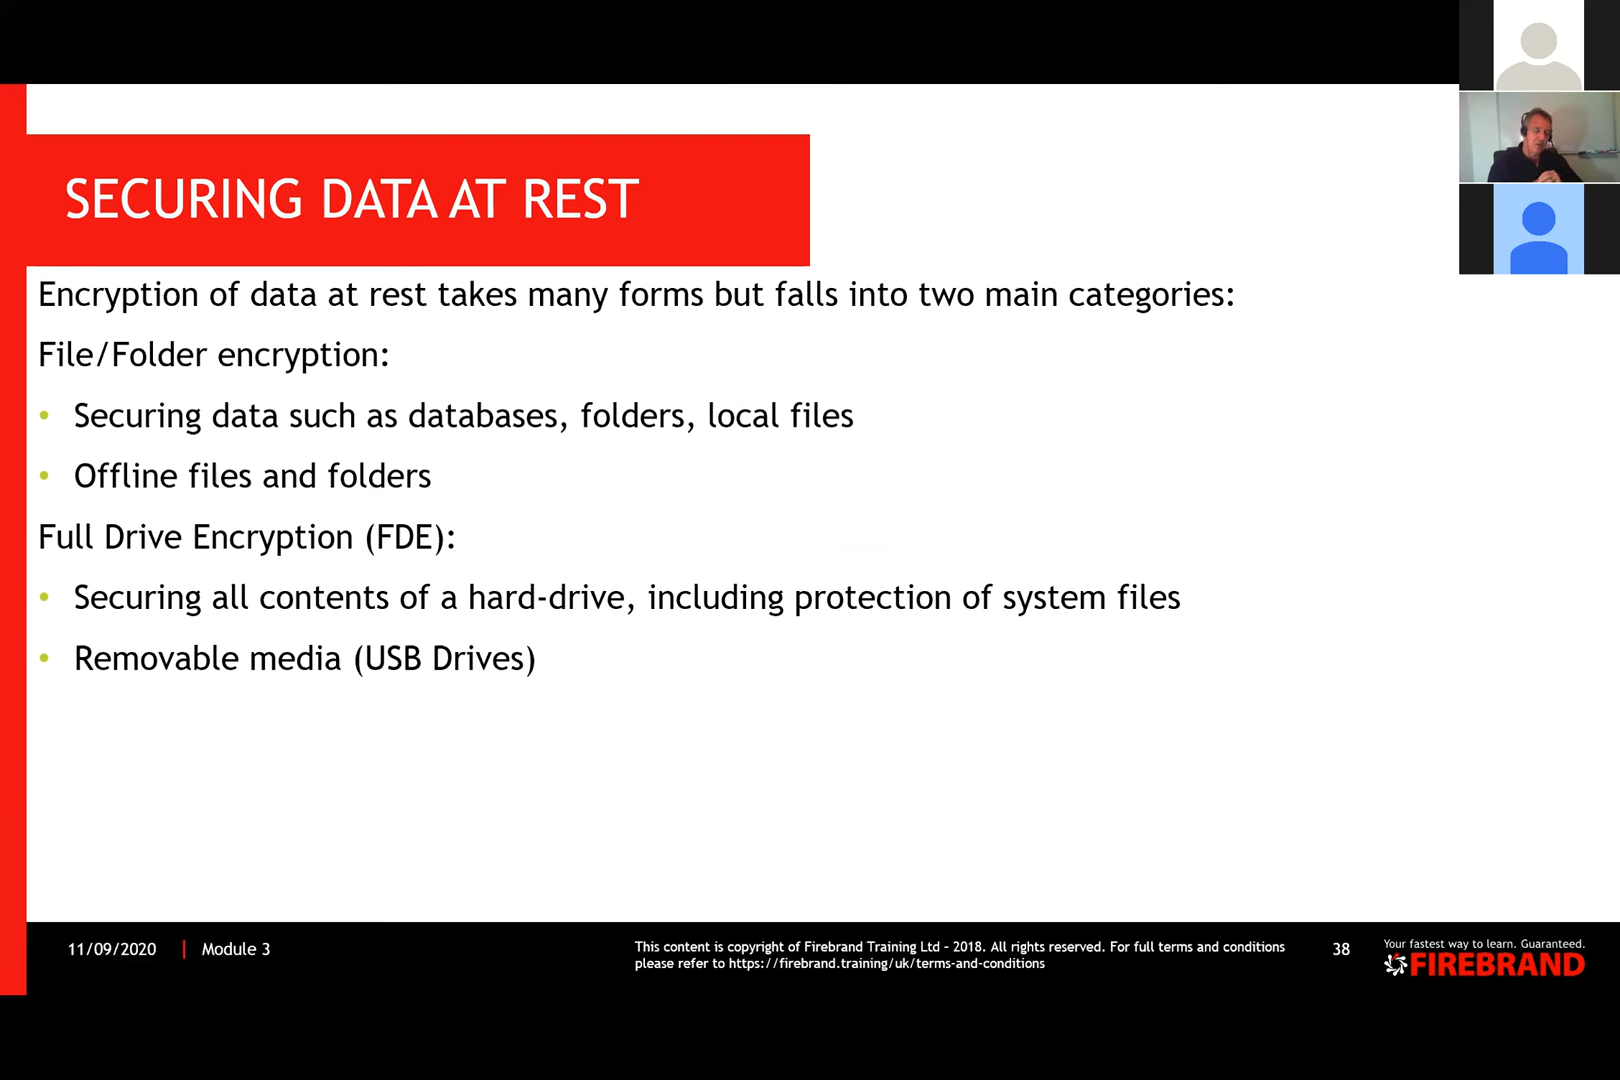 SECURING DATA AT REST
Encryption of data at rest takes many forms but falls into two main categories:
File/Folder encryption:
• Securing data such as databases, folders, local files
• Offline files and folders
Full Drive Encryption (FDE):
• Securing all contents of a hard-drive, including protection of system files
• Removable media (USB Drives)
11/09/2020 | Module 3
This content is copyright of Firebrand Training Ltd – 2018. All rights reserved. For full terms and conditions
please refer to https://firebrand.training/uk/terms-and-conditions
38
Your fastest way to learn. Guaranteed.
FIREBRAND